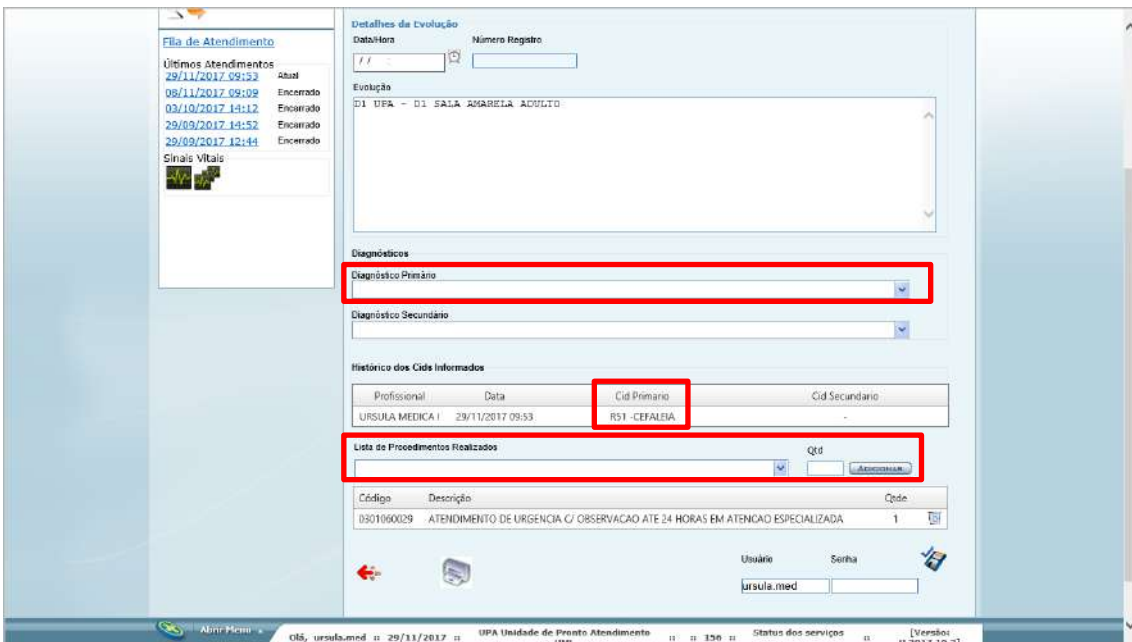 Fila de Atendimento
Últimos Atendimentos
29/11/2017 09:53 Atual
08/11/2017 09:09 Encerrado
03/10/2017 14:12 Encerrado
29/09/2017 14:52 Encerrado
29/09/2017 12:44 Encerrado
Sinais Vitais
Detalhes da Evolução
Data/Hora Número Registro
/ / :
Evolução
D1 UPA - D1 SALA AMARELA ADULTO
Diagnósticos
Diagnóstico Primário
Diagnóstico Secundário
Histórico dos Cids Informados
Profissional Data Cid Primario Cid Secundario
URSULA MEDICA I 29/11/2017 09:53 R51 -CEFALEIA -
Lista de Procedimentos Realizados Qtd
ADICIONAR
Código Descrição Qtde
0301060029 ATENDIMENTO DE URGENCIA C/ OBSERVACAO ATE 24 HORAS EM ATENCAO ESPECIALIZADA 1
Usuário Senha
ursula.med
Abrir Menu
Olá, ursula.med :: 29/11/2017 :: UPA Unidade de Pronto Atendimento :: :: 156 :: Status dos serviços :: [Versão: